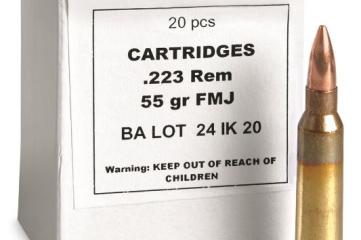 20 pcs
CARTRIDGES
.223 Rem
55 gr FMJ
BA LOT 24 IK 20
Warning: KEEP OUT OF REACH OF
CHILDREN